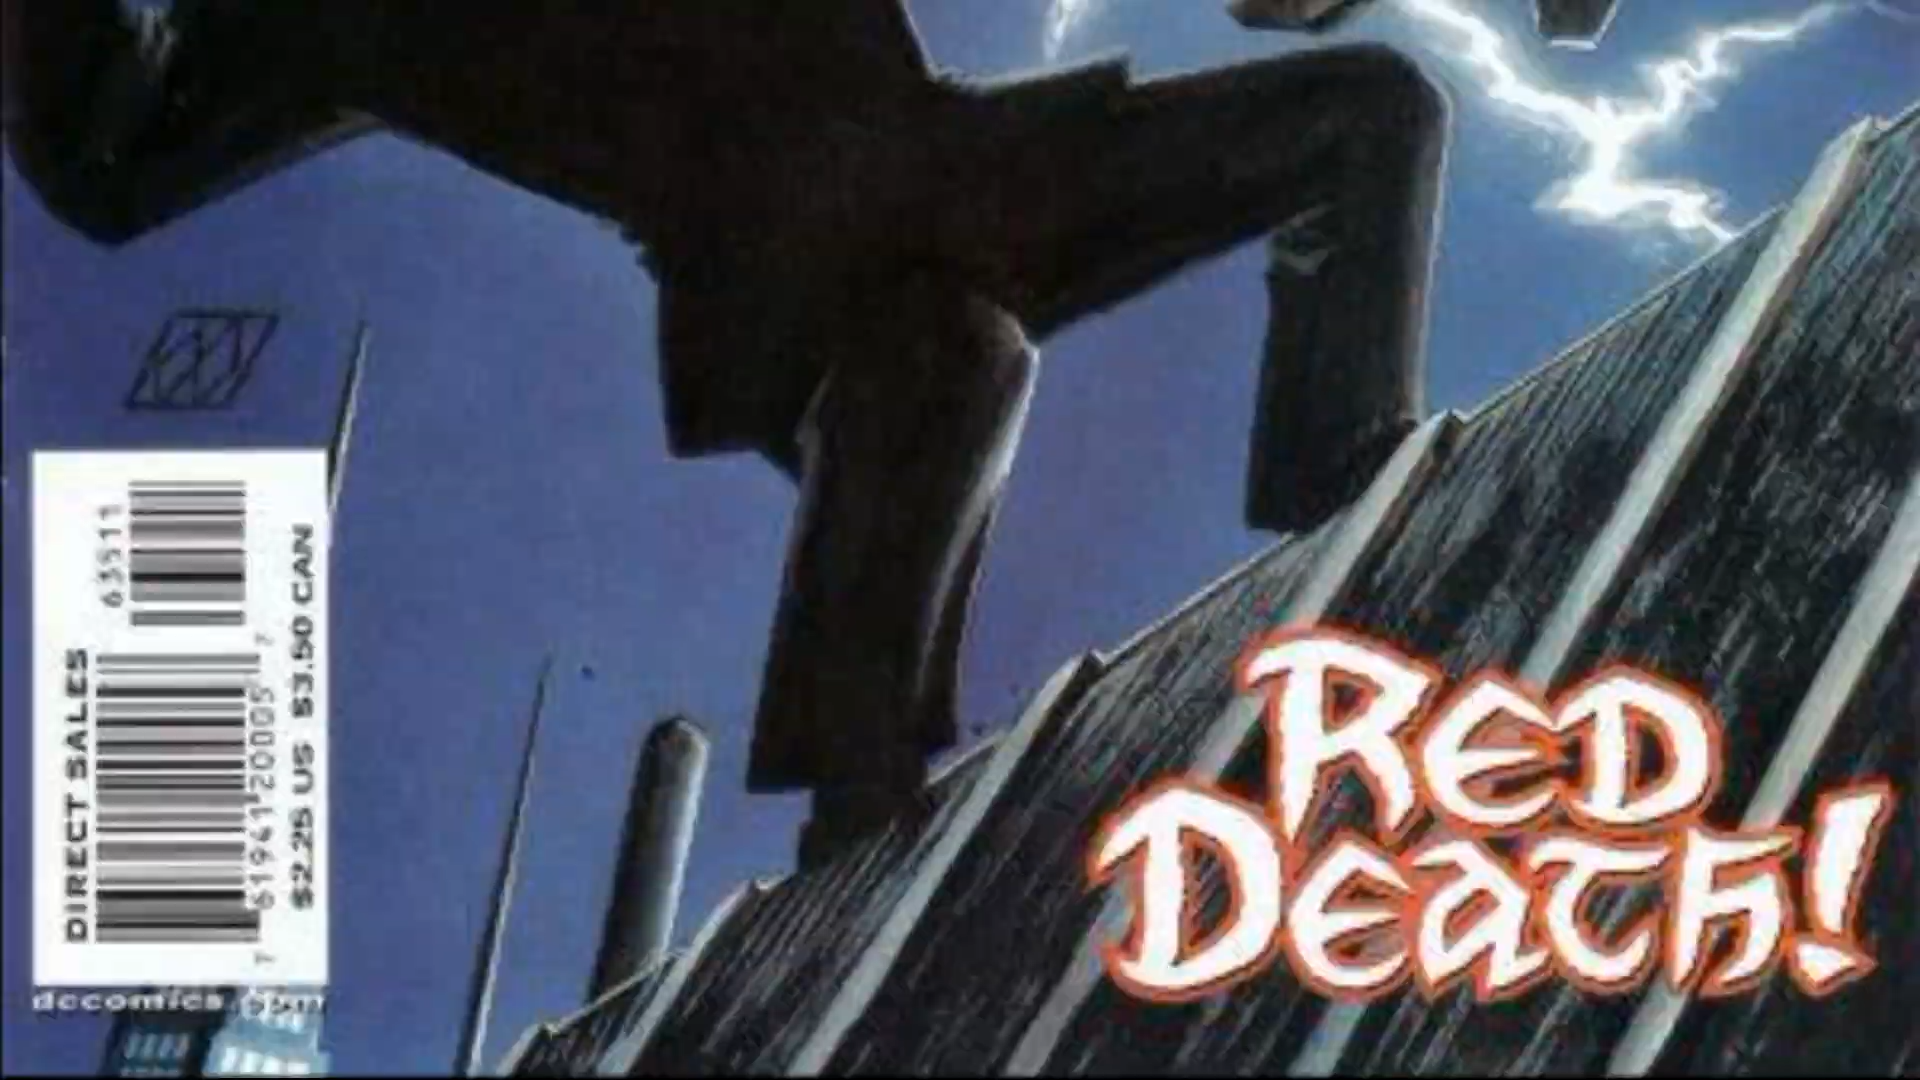 RED
DEATH!
DIRECT SALES
63511
7 61941 20005 7
$2.25 US $3.50 CAN
dccomics.com